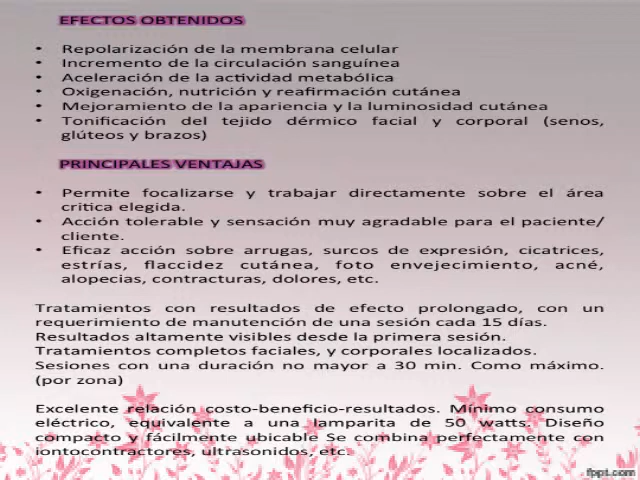 EFECTOS OBTENIDOS
• Repolarización de la membrana celular
• Incremento de la circulación sanguínea
• Aceleración de la actividad metabólica
• Oxigenación, nutrición y reafirmación cutánea
• Mejoramiento de la apariencia y la luminosidad cutánea
• Tonificación del tejido dérmico facial y corporal (senos,
glúteos y brazos)
PRINCIPALES VENTAJAS
• Permite focalizarse y trabajar directamente sobre el área
critica elegida.
• Acción tolerable y sensación muy agradable para el paciente/
cliente.
• Eficaz acción sobre arrugas, surcos de expresión, cicatrices,
estrías, flaccidez cutánea, foto envejecimiento, acné,
alopecias, contracturas, dolores, etc.
Tratamientos con resultados de efecto prolongado, con un
requerimiento de manutención de una sesión cada 15 días.
Resultados altamente visibles desde la primera sesión.
Tratamientos completos faciales, y corporales localizados.
Sesiones con una duración no mayor a 30 min. Como máximo.
(por zona)
Excelente relación costo-beneficio-resultados. Mínimo consumo
eléctrico, equivalente a una lamparita de 50 watts. Diseño
compacto y fácilmente ubicable Se combina perfectamente con
iontocontractores, ultrasonidos, etc.
fppt.com